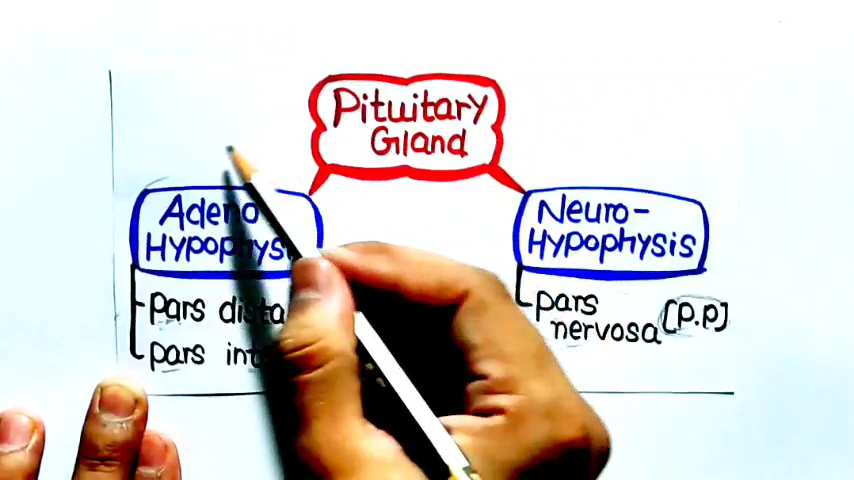 Pituitary
Gland
Adeno
Hypophys
Neuro-
Hypophysis
pars dista
pars int
pars
nervosa [p.p]